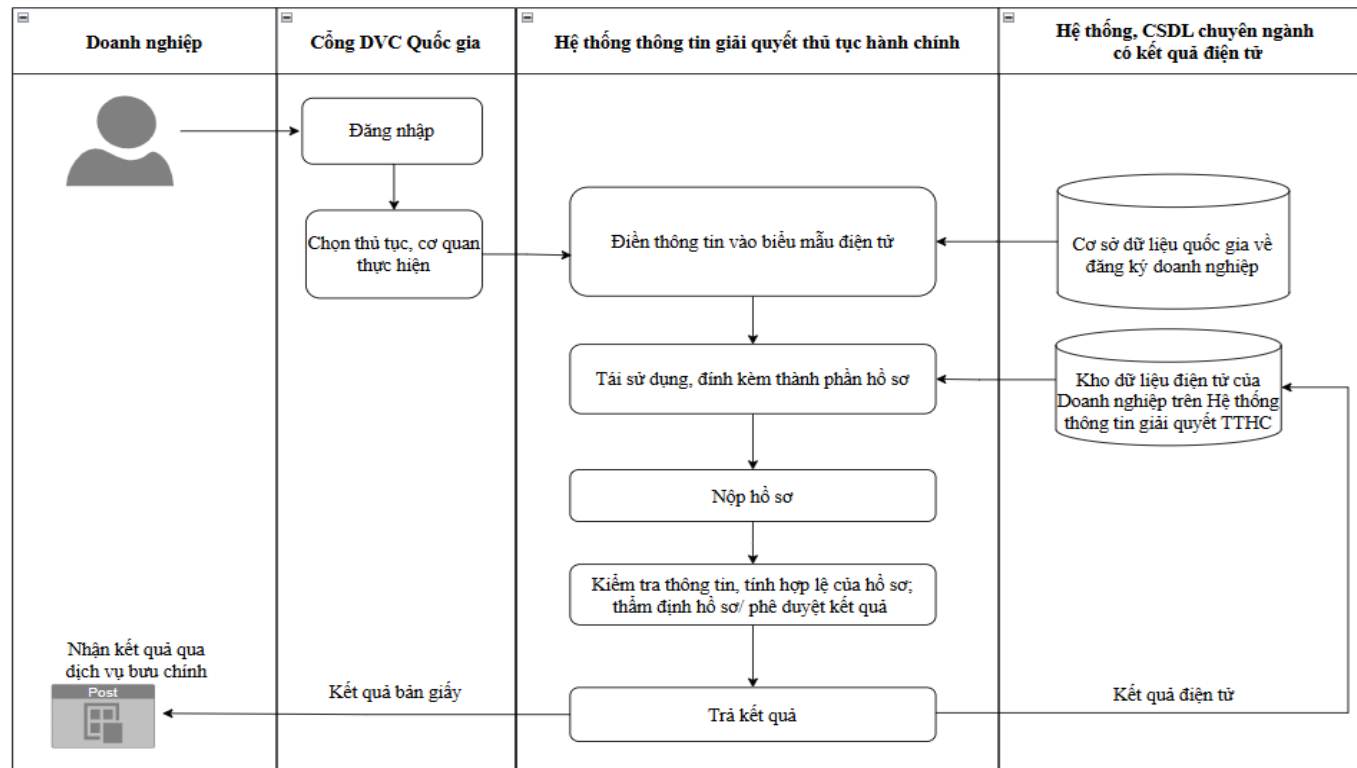 Doanh nghiệp
Cổng DVC Quốc gia
Hệ thống thông tin giải quyết thủ tục hành chính
Hệ thống, CSDL chuyên ngành
có kết quả điện tử
Đăng nhập
Chọn thủ tục, cơ quan
thực hiện
Điền thông tin vào biểu mẫu điện tử
Cơ sở dữ liệu quốc gia về
đăng ký doanh nghiệp
Tái sử dụng, đính kèm thành phần hồ sơ
Kho dữ liệu điện tử của
Doanh nghiệp trên Hệ thống
thông tin giải quyết TTHC
Nộp hồ sơ
Kiểm tra thông tin, tính hợp lệ của hồ sơ;
thẩm định hồ sơ/ phê duyệt kết quả
Nhận kết quả qua
dịch vụ bưu chính
Post
Kết quả bản giấy
Trả kết quả
Kết quả điện tử